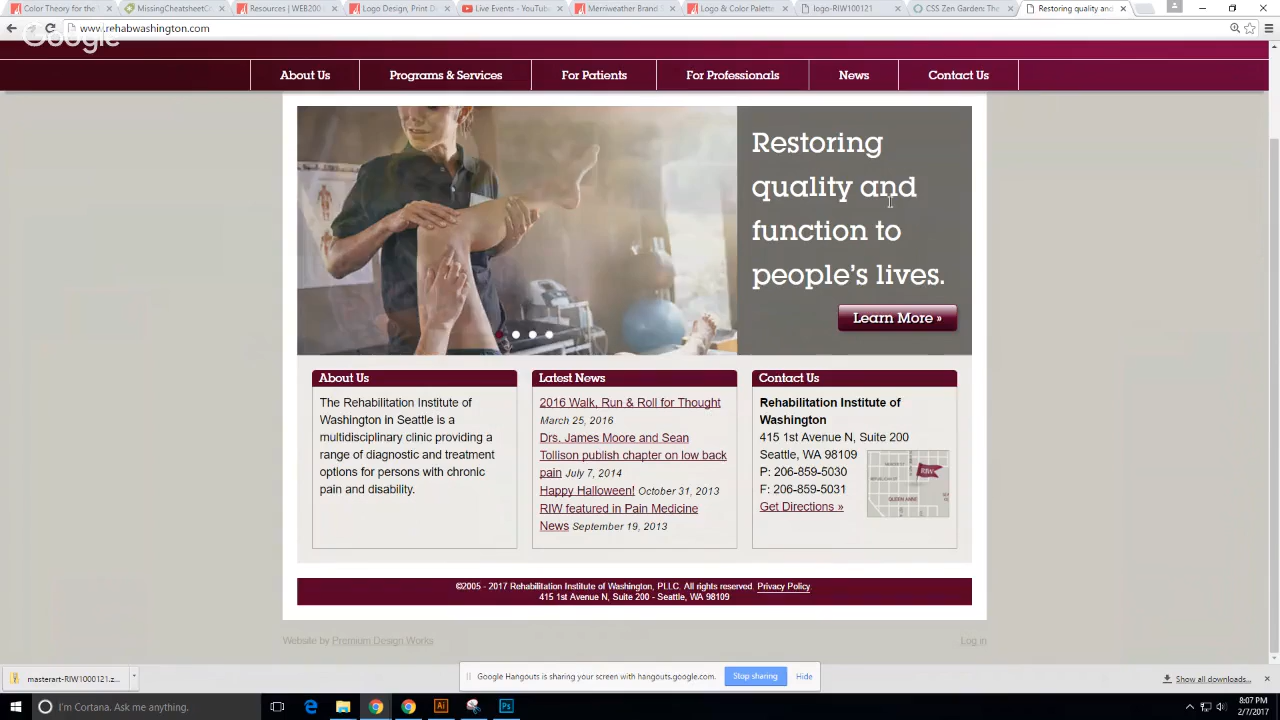 Color Theory for the
MissingCheatsheetCo
Resources | WEB200
Logo Design, Print De
Live Events - YouTube
Merriweather Brand S
Logo & Color Palette
logo-RIW1000121
CSS Zen Garden: The
Restoring quality and
www.rehabwashington.com
Google
About Us
Programs & Services
For Patients
For Professionals
News
Contact Us
Restoring
quality and
function to
people's lives.
Learn More »
About Us
The Rehabilitation Institute of
Washington in Seattle is a
multidisciplinary clinic providing a
range of diagnostic and treatment
options for persons with chronic
pain and disability.
Latest News
2016 Walk, Run & Roll for Thought
March 25, 2016
Drs. James Moore and Sean
Tollison publish chapter on low back
pain July 7, 2014
Happy Halloween! October 31, 2013
RIW featured in Pain Medicine
News September 19, 2013
Contact Us
Rehabilitation Institute of
Washington
415 1st Avenue N, Suite 200
Seattle, WA 98109
P: 206-859-5030
F: 206-859-5031
Get Directions »
RIW
QUEEN ANNE
©2005 - 2017 Rehabilitation Institute of Washington, PLLC. All rights reserved. Privacy Policy
415 1st Avenue N, Suite 200 - Seattle, WA 98109
Website by Premium Design Works
Log in
masterart-RIW1000121.z...
Google Hangouts is sharing your screen with hangouts.google.com.
Stop sharing
Hide
Show all downloads...
I'm Cortana. Ask me anything.
8:07 PM
2/7/2017